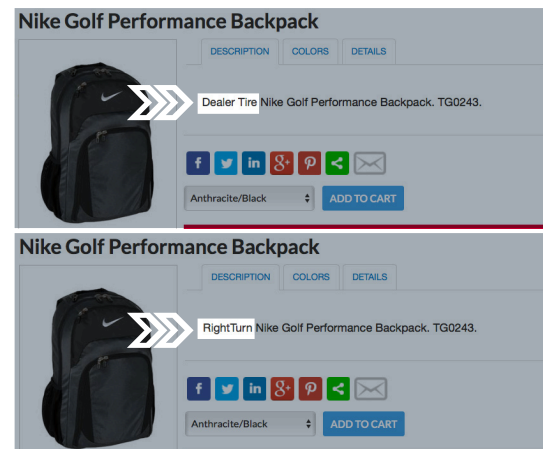 Nike Golf Performance Backpack
DESCRIPTION
COLORS
DETAILS
Dealer Tire Nike Golf Performance Backpack. TG0243.
Anthracite/Black
ADD TO CART
Nike Golf Performance Backpack
DESCRIPTION
COLORS
DETAILS
RightTurn Nike Golf Performance Backpack. TG0243.
Anthracite/Black
ADD TO CART